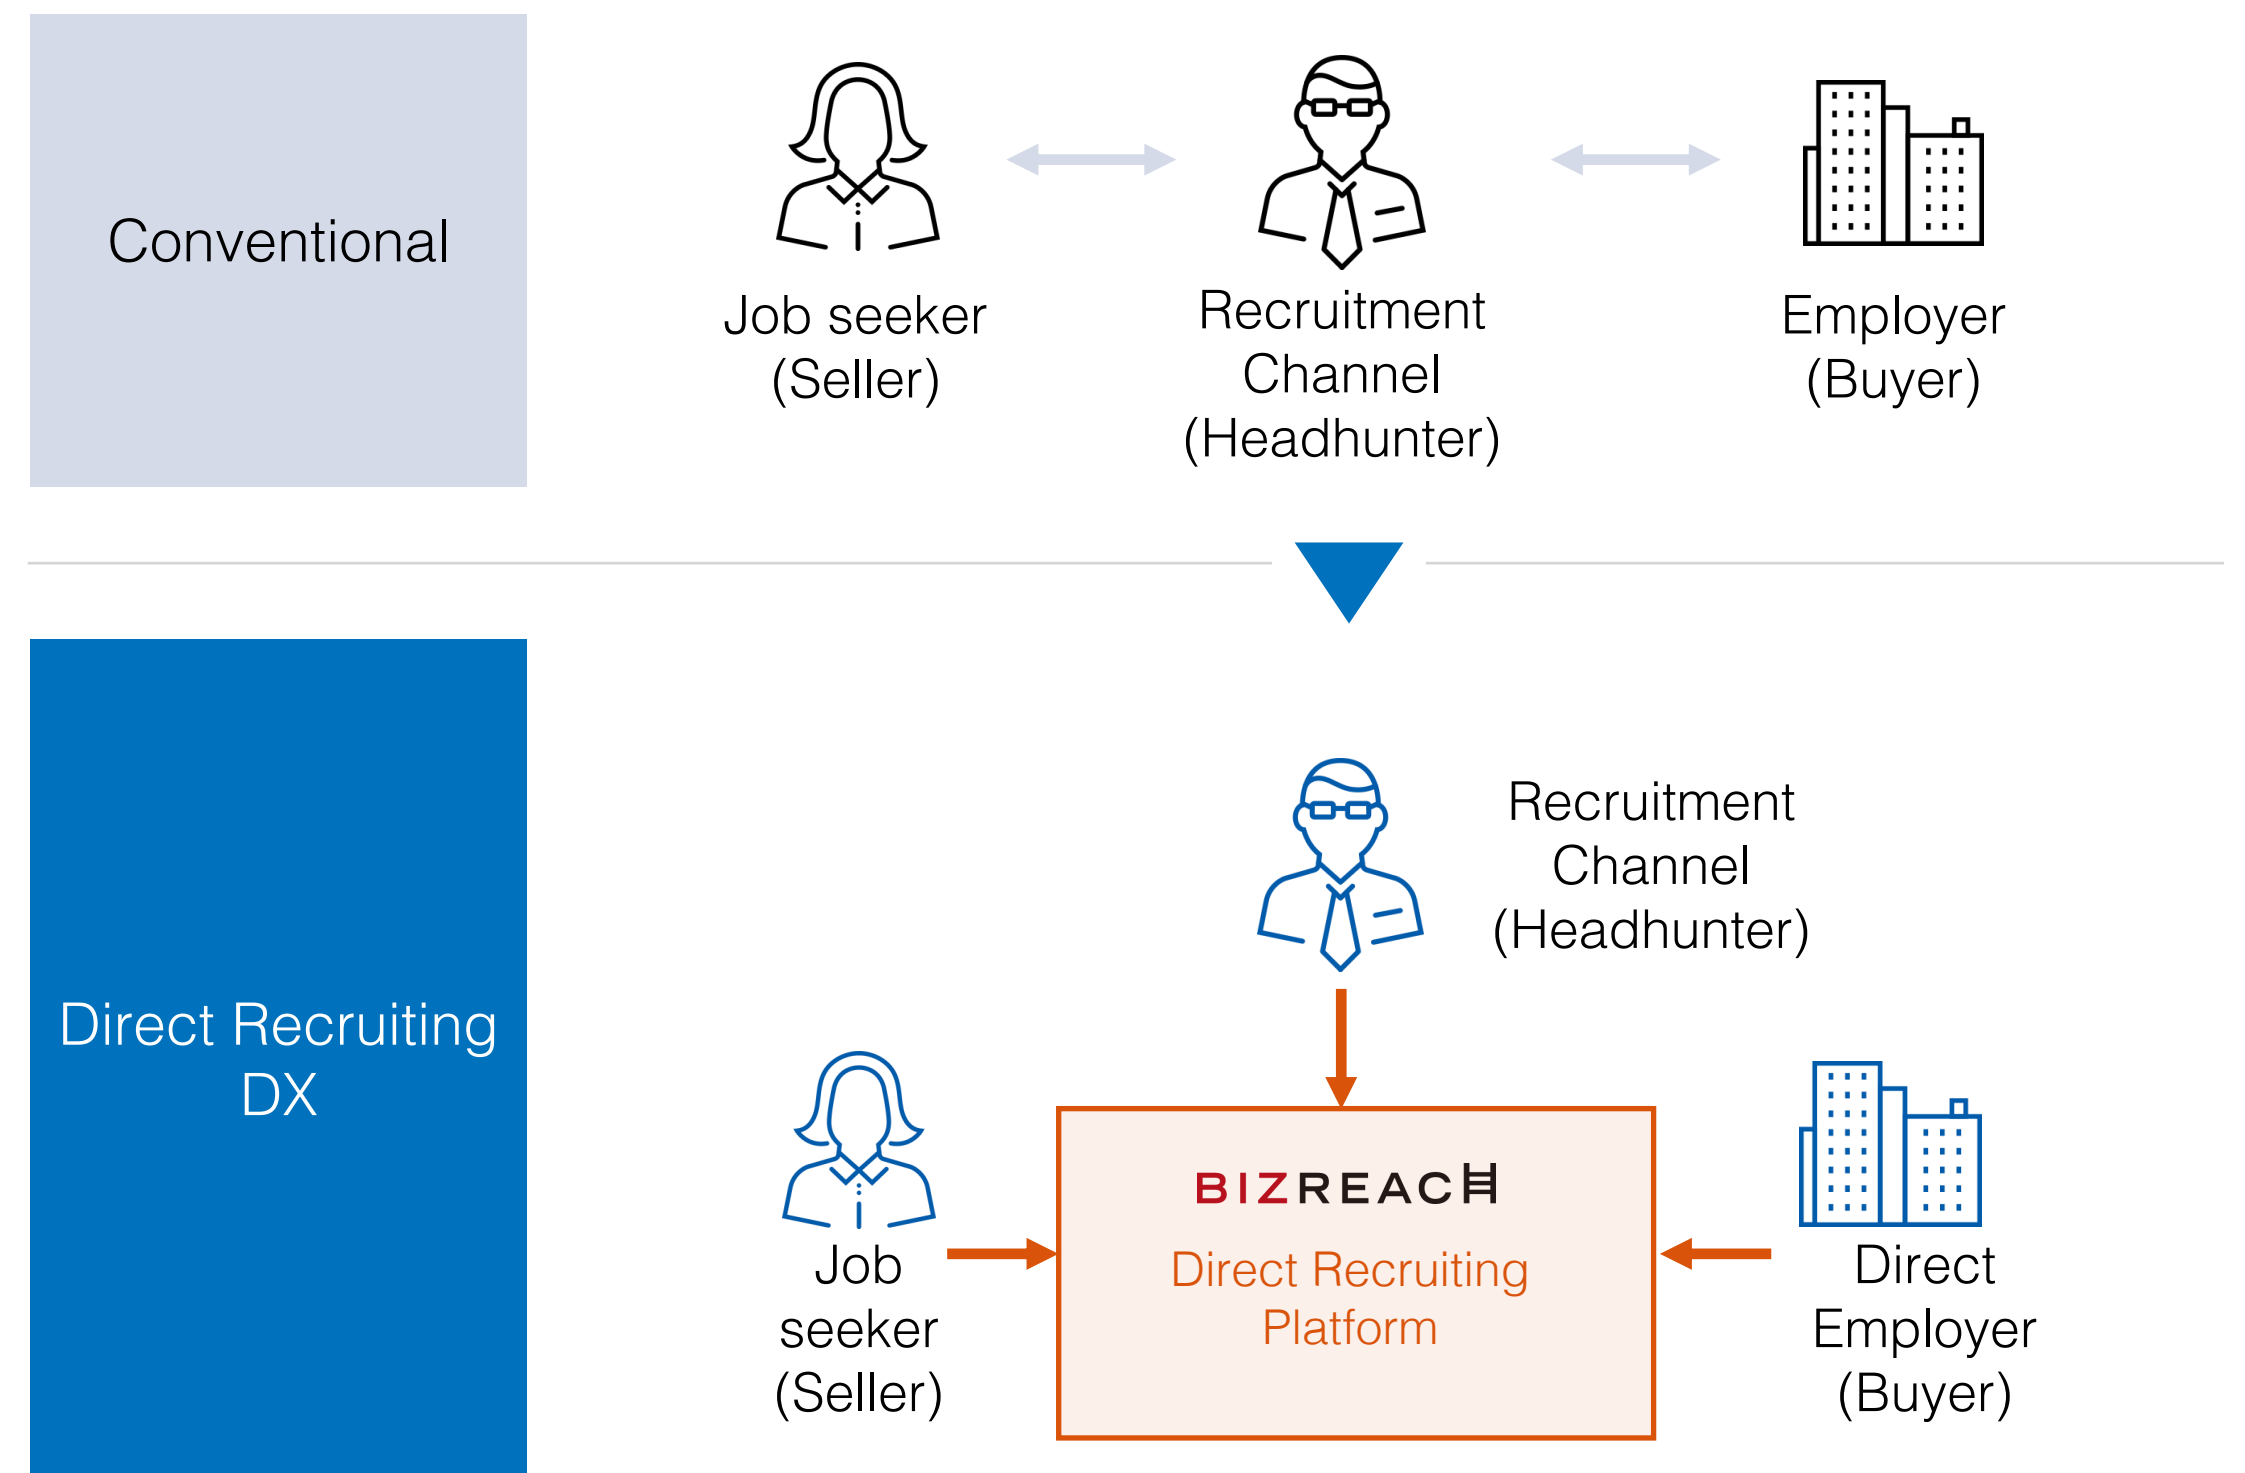 Conventional
Job seeker
(Seller)
Recruitment
Channel
(Headhunter)
Employer
(Buyer)
Direct Recruiting
DX
Recruitment
Channel
(Headhunter)
Job
seeker
(Seller)
BIZREACH
Direct Recruiting
Platform
Direct
Employer
(Buyer)